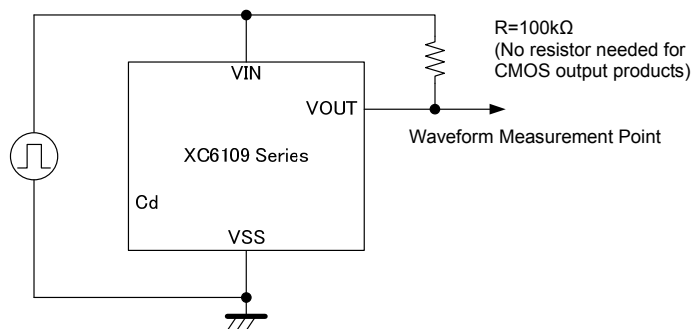 R=100kΩ
(No resistor needed for
CMOS output products)
VIN
VOUT
Waveform Measurement Point
XC6109 Series
Cd
VSS